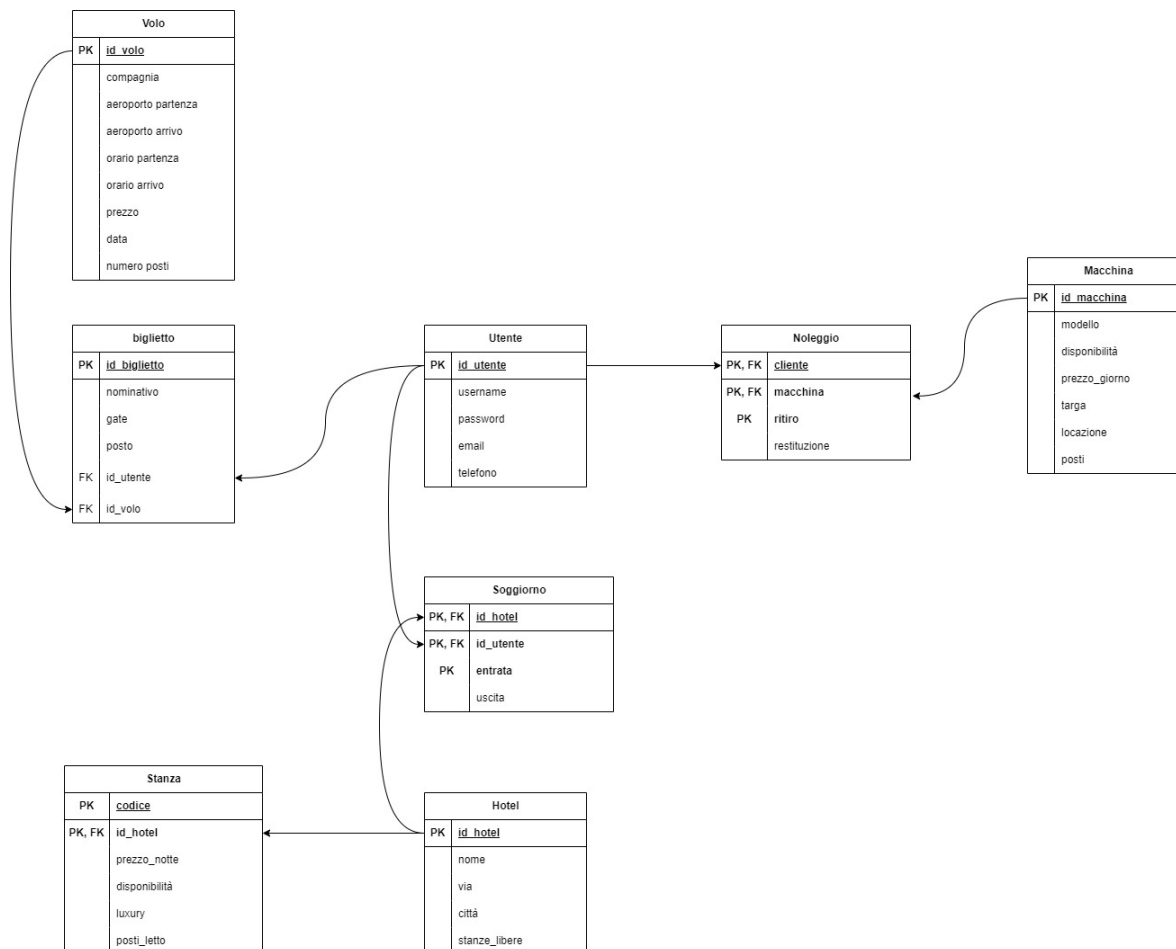 Volo
PK id_volo
compagnia
aeroporto partenza
aeroporto arrivo
orario partenza
orario arrivo
prezzo
data
numero posti
biglietto
PK id_biglietto
nominativo
gate
posto
FK id_utente
FK id_volo
Utente
PK id_utente
username
password
email
telefono
Noleggio
PK, FK cliente
PK, FK macchina
PK ritiro
restituzione
Macchina
PK id_macchina
modello
disponibilità
prezzo_giorno
targa
locazione
posti
Soggiorno
PK, FK id_hotel
PK, FK id_utente
PK entrata
uscita
Stanza
PK codice
PK, FK id_hotel
prezzo_notte
disponibilità
luxury
posti_letto
Hotel
PK id_hotel
nome
via
città
stanze_libere